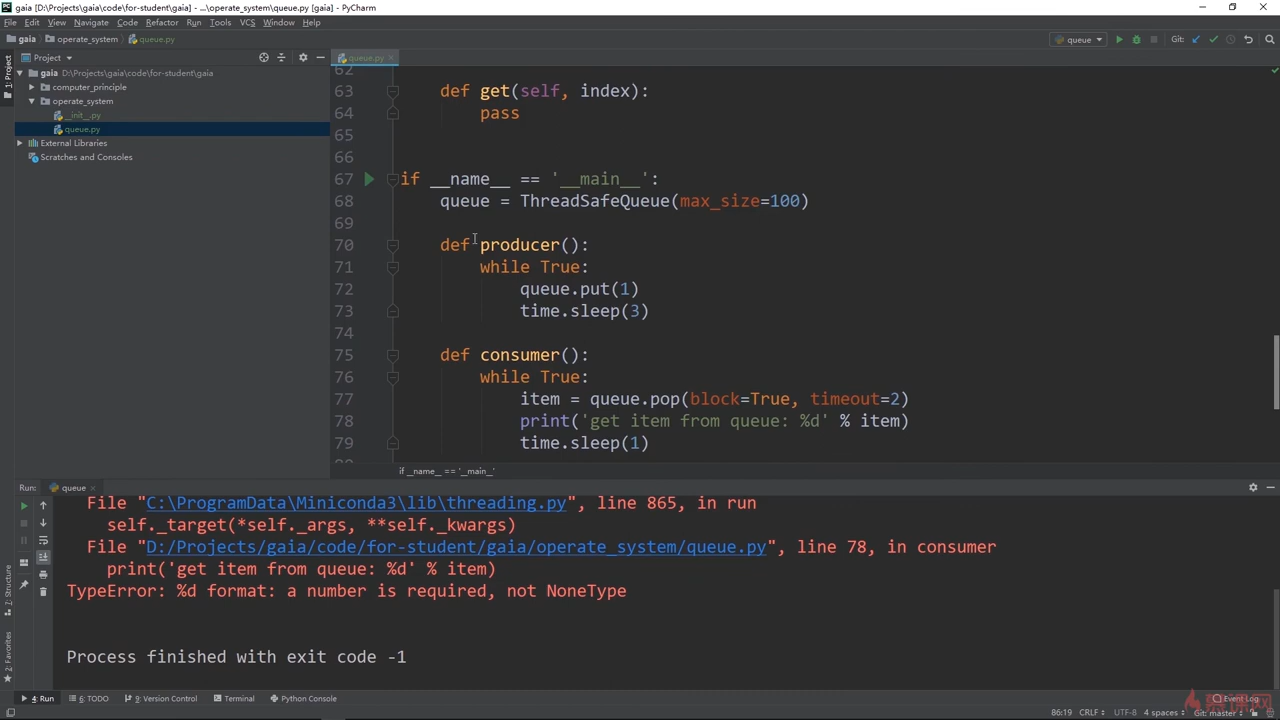 gaia [D:\Projects\gaia\code\for-student\gaia] - ...\operate_system\queue.py [gaia] - PyCharm
File Edit View Navigate Code Refactor Run Tools VCS Window Help
gaia operate_system queue.py queue Git:
Project queue.py
1: Project
gaia D:\Projects\gaia\code\for-student\gaia
computer_principle
operate_system
__init__.py
queue.py
External Libraries
Scratches and Consoles
62
63 def get(self, index):
64 pass
65
66
67 if __name__ == '__main__':
68 queue = ThreadSafeQueue(max_size=100)
69
70 def producer():
71 while True:
72 queue.put(1)
73 time.sleep(3)
74
75 def consumer():
76 while True:
77 item = queue.pop(block=True, timeout=2)
78 print('get item from queue: %d' % item)
79 time.sleep(1)
if __name__ == '__main__'
Run: queue
File "C:\ProgramData\Miniconda3\lib\threading.py", line 865, in run
self._target(*self._args, **self._kwargs)
File "D:/Projects/gaia/code/for-student/gaia/operate_system/queue.py", line 78, in consumer
print('get item from queue: %d' % item)
TypeError: %d format: a number is required, not NoneType
Process finished with exit code -1
7: Structure
2: Favorites
4: Run 6: TODO 9: Version Control Terminal Python Console Event Log
86:19 CRLF UTF-8 4 spaces Git: master
慕课网